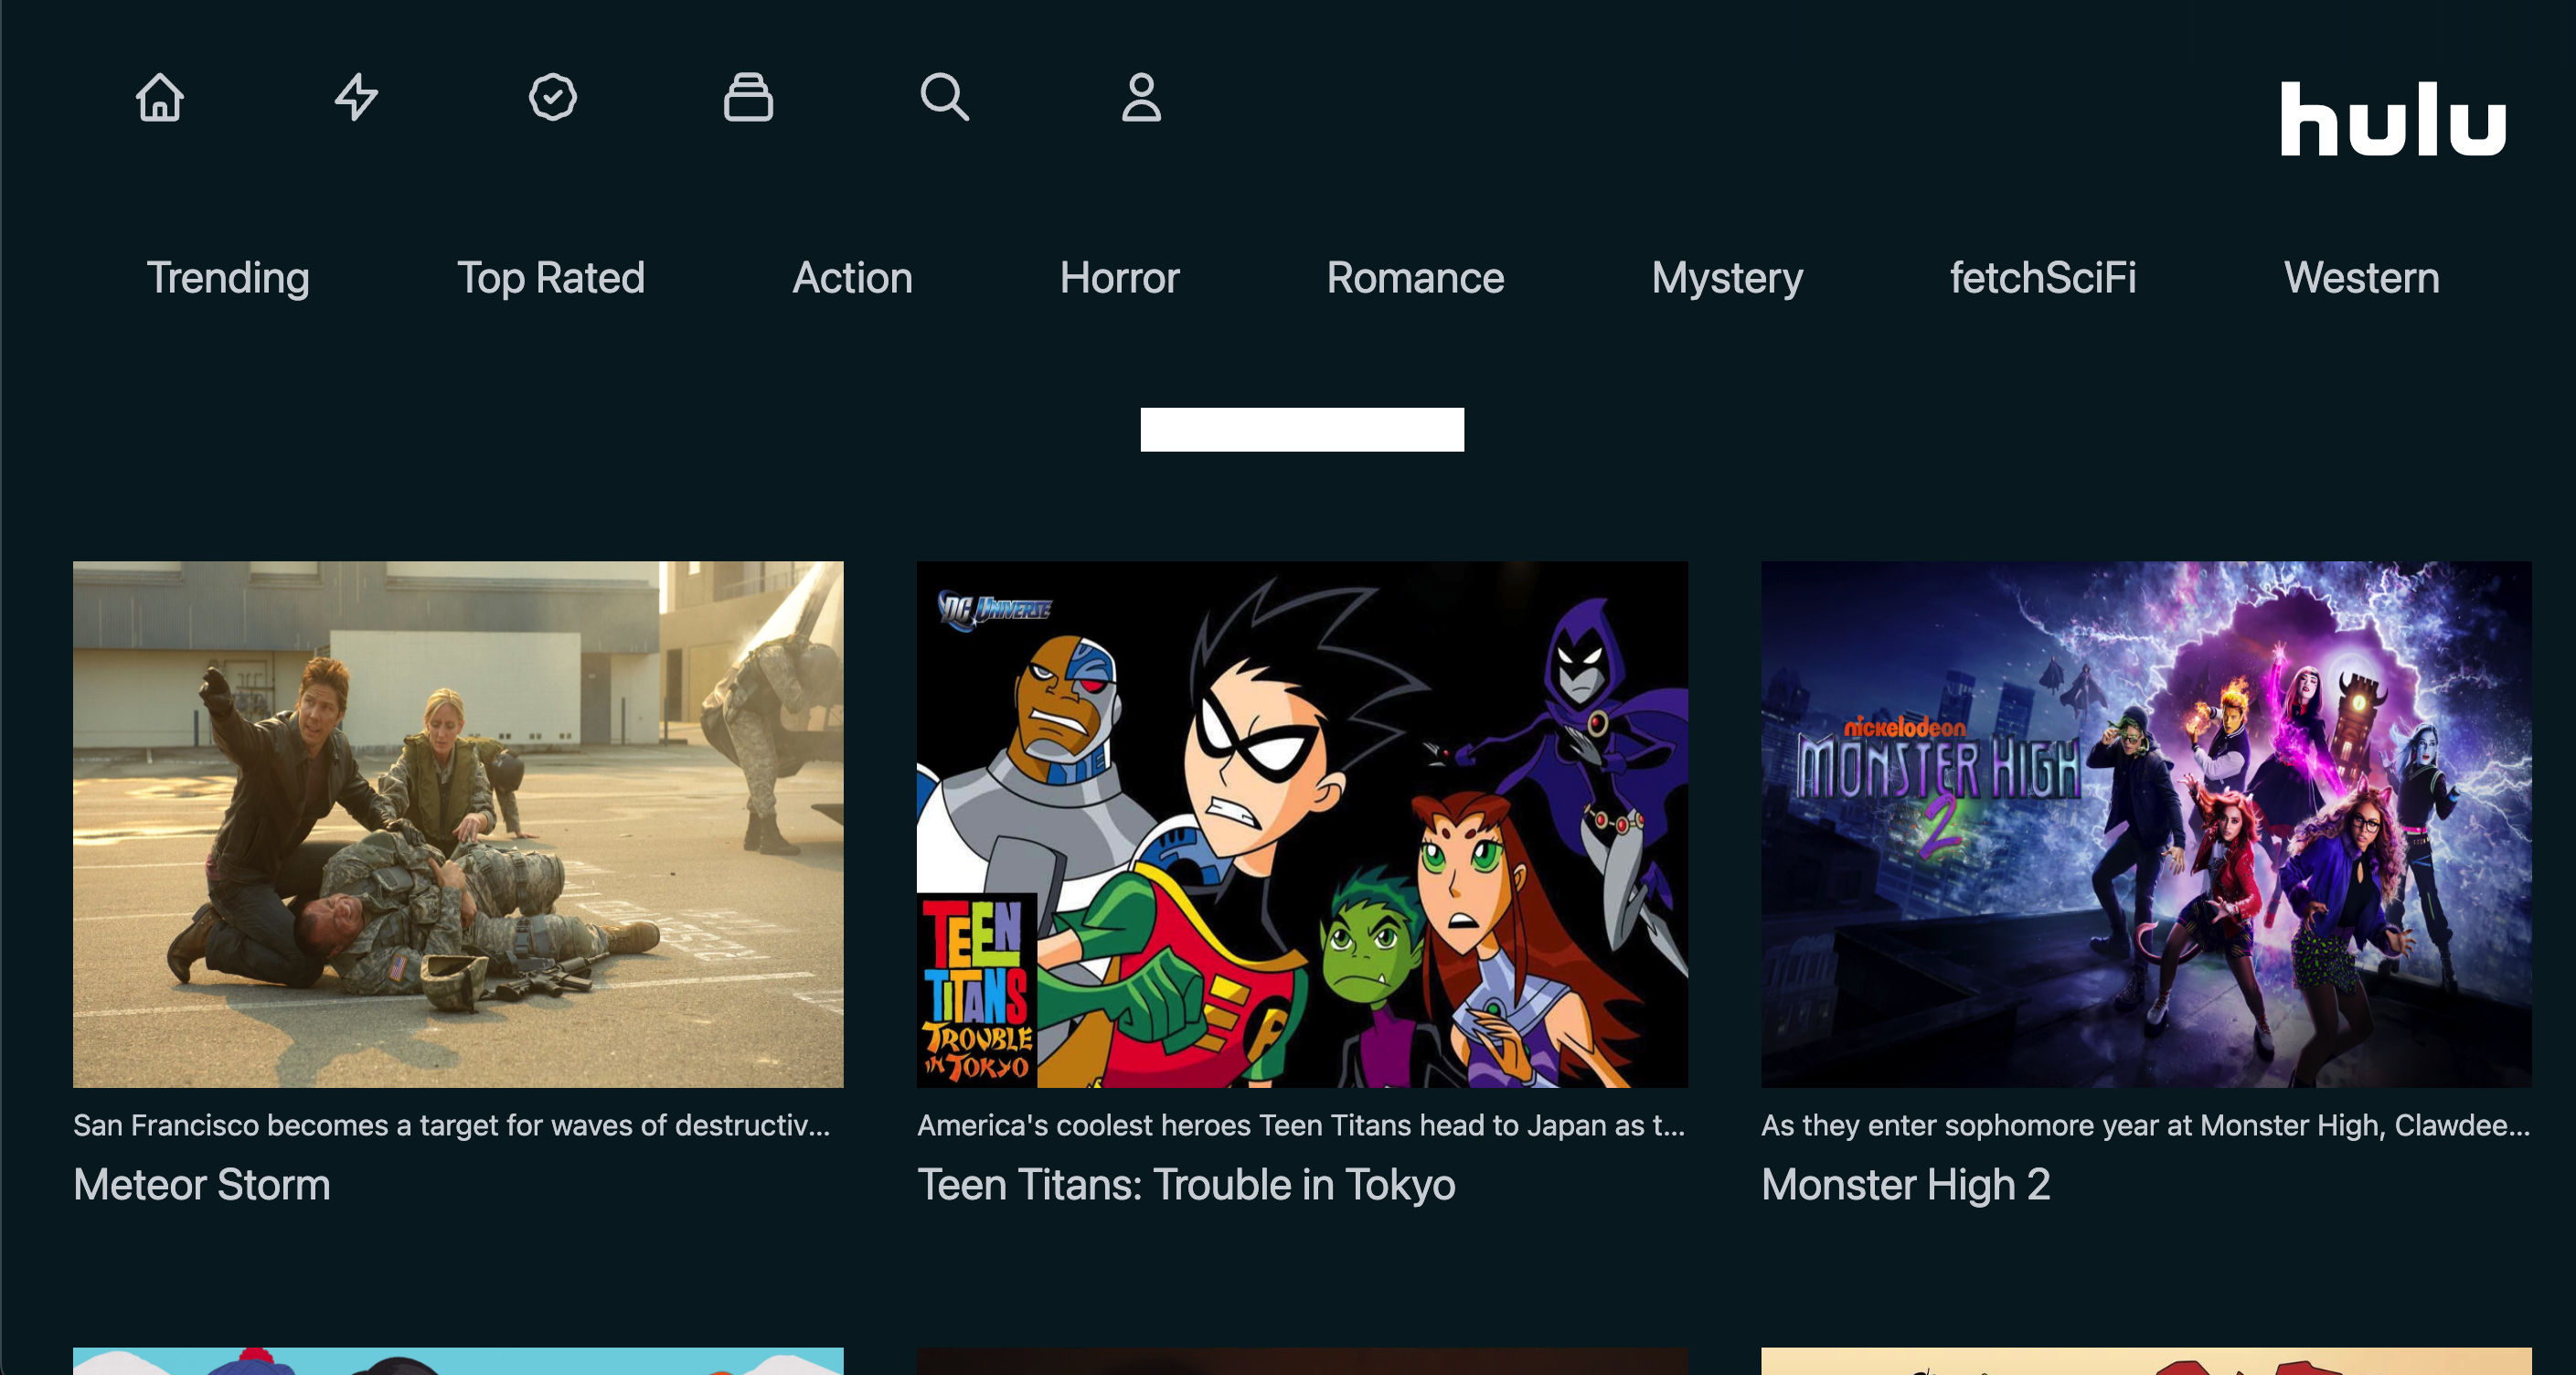 hulu
Trending Top Rated Action Horror Romance Mystery fetchSciFi Western
DC UNIVERSE
TEEN
TITANS
TROUBLE
IN TOKYO
nickelodeon
MONSTER HIGH
2
San Francisco becomes a target for waves of destructiv...
Meteor Storm
America's coolest heroes Teen Titans head to Japan as t...
Teen Titans: Trouble in Tokyo
As they enter sophomore year at Monster High, Clawdee...
Monster High 2